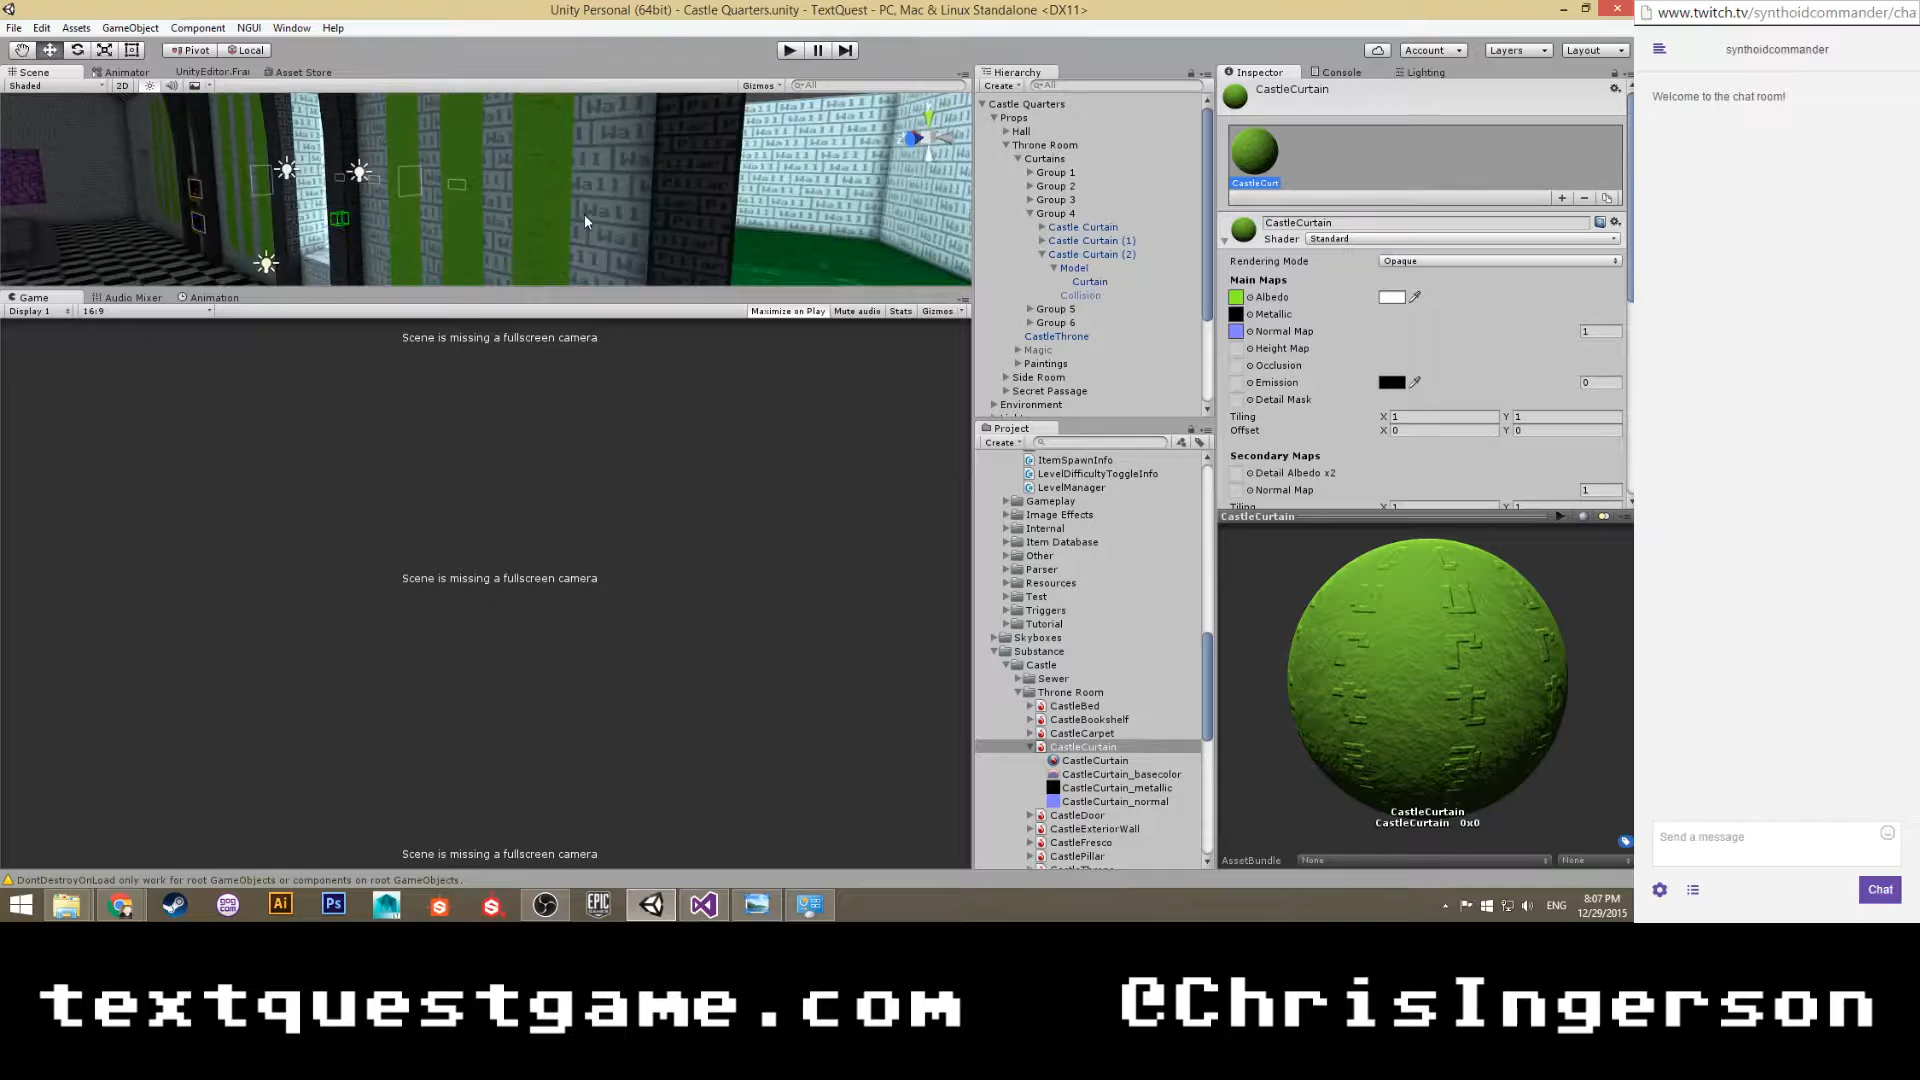 Unity Personal (64bit) - Castle Quarters.unity - TextQuest - PC, Mac & Linux Standalone <DX11>
www.twitch.tv/synthoidcommander/cha
File Edit Assets GameObject Component NGUI Window Help
synthoidcommander
Pivot Local
Account Layers Layout
Scene Animator UnityEditor.Fra Asset Store
Shaded 2D Gizmos All
Welcome to the chat room!
Game Audio Mixer Animation
Display 1 16:9 Maximize on Play Mute audio Stats Gizmos
Scene is missing a fullscreen camera
Scene is missing a fullscreen camera
Scene is missing a fullscreen camera
Hierarchy
Create All
Castle Quarters
Props
Hall
Throne Room
Curtains
Group 1
Group 2
Group 3
Group 4
Castle Curtain
Castle Curtain (1)
Castle Curtain (2)
Model
Curtain
Collision
Group 5
Group 6
CastleThrone
Magic
Paintings
Side Room
Secret Passage
Environment
Project
Create
ItemSpawnInfo
LevelDifficultyToggleInfo
LevelManager
Gameplay
Image Effects
Internal
Item Database
Other
Parser
Resources
Test
Triggers
Tutorial
Skyboxes
Substance
Castle
Sewer
Throne Room
CastleBed
CastleBookshelf
CastleCarpet
CastleCurtain
CastleCurtain
CastleCurtain_basecolor
CastleCurtain_metallic
CastleCurtain_normal
CastleDoor
CastleExteriorWall
CastleFresco
CastlePillar
Inspector Console Lighting
CastleCurtain
CastleCurt
CastleCurtain
Shader Standard
Rendering Mode Opaque
Main Maps
Albedo
Metallic
Normal Map 1
Height Map
Occlusion
Emission 0
Detail Mask
Tiling X 1 Y 1
Offset X 0 Y 0
Secondary Maps
Detail Albedo x2
Normal Map 1
Tiling
CastleCurtain
CastleCurtain
CastleCurtain 0x0
AssetBundle None None
Send a message
Chat
DontDestroyOnLoad only work for root GameObjects or components on root GameObjects.
gog.com Ai Ps EPIC GAMES
ENG 8:07 PM
12/29/2015
textquestgame.com @ChrisIngerson